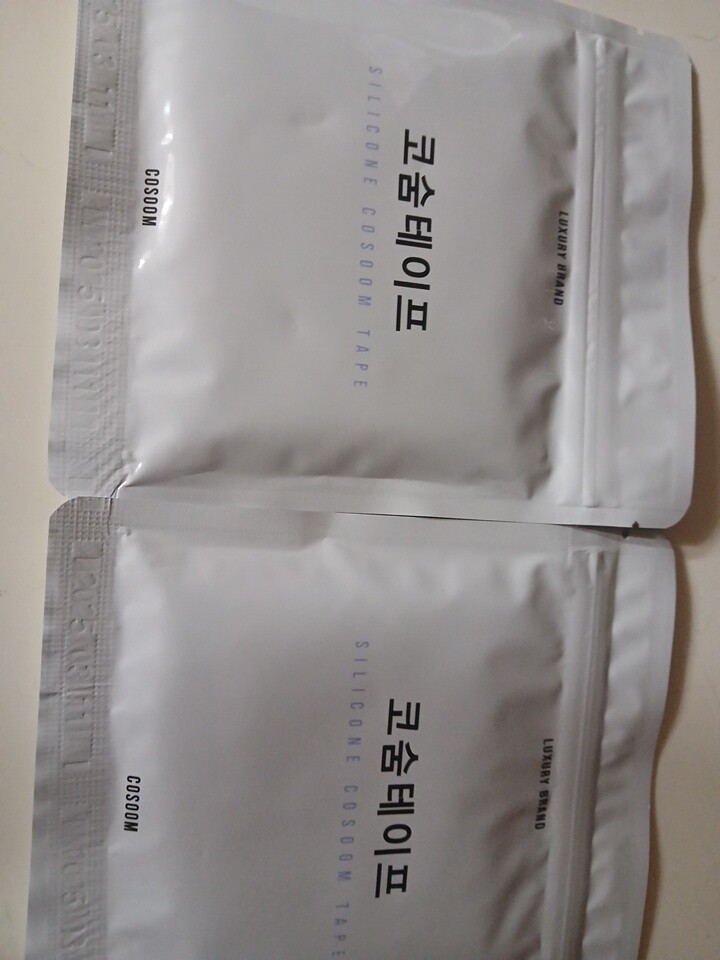 LUXURY BRAND
코숨테이프
SILICONE COSOOM TAPE
COSOOM
LUXURY BRAND
코숨테이프
SILICONE COSOOM TAPE
COSOOM